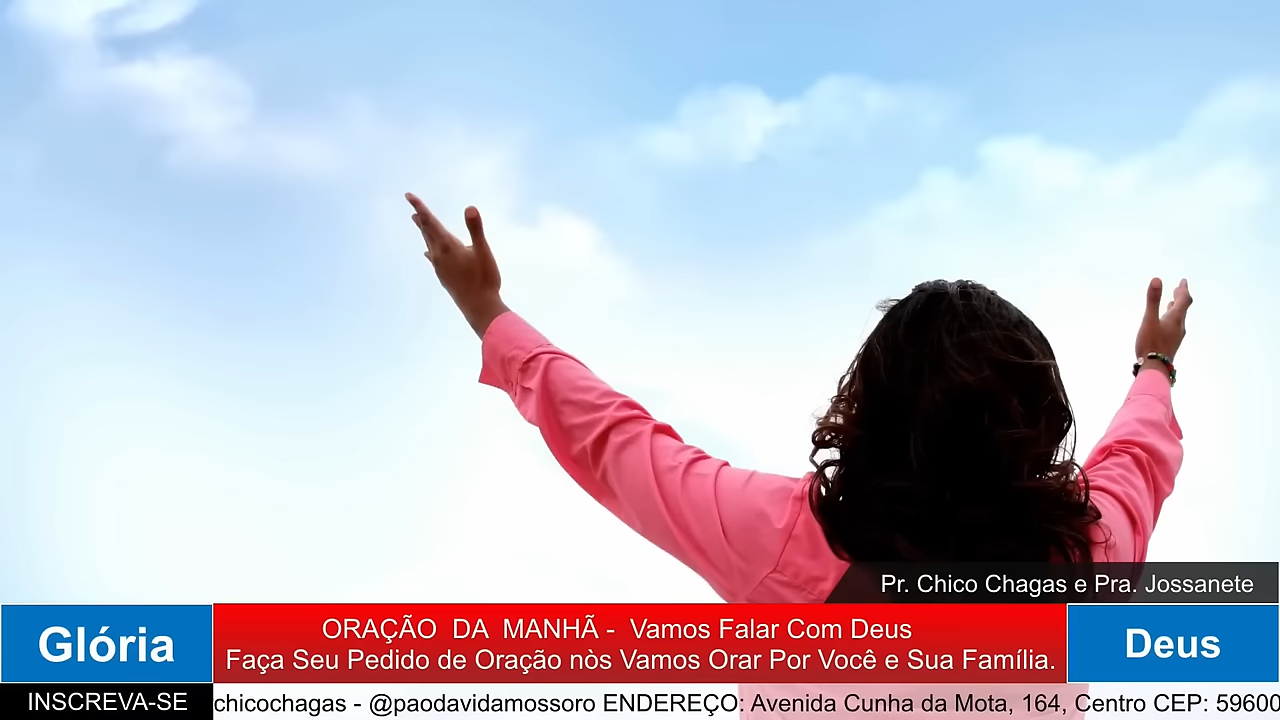 Pr. Chico Chagas e Pra. Jossanete
Glória
ORAÇÃO DA MANHÃ - Vamos Falar Com Deus
Faça Seu Pedido de Oração nòs Vamos Orar Por Você e Sua Família.
Deus
INSCREVA-SE
chicochagas - @paodavidamossoro ENDEREÇO: Avenida Cunha da Mota, 164, Centro CEP: 59600